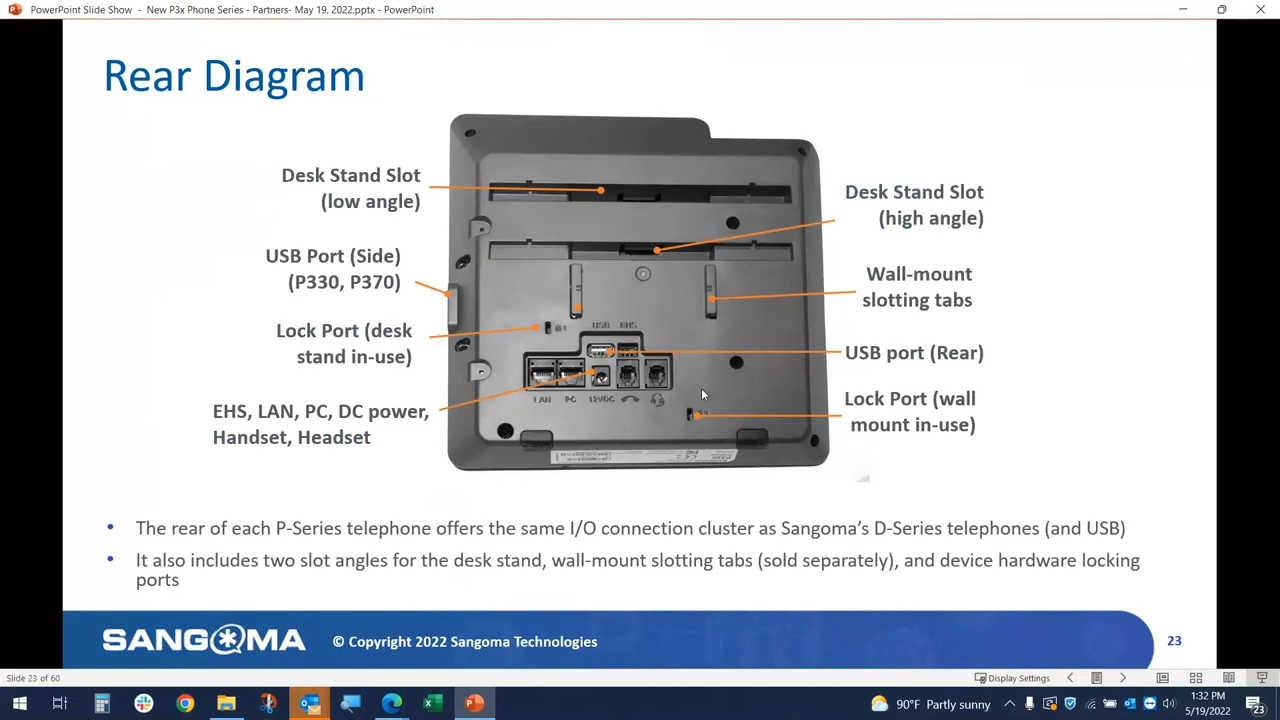 PowerPoint Slide Show - New P3x Phone Series - Partners- May 19, 2022.pptx - PowerPoint
Rear Diagram
Desk Stand Slot
(low angle)
USB Port (Side)
(P330, P370)
Lock Port (desk
stand in-use)
EHS, LAN, PC, DC power,
Handset, Headset
Desk Stand Slot
(high angle)
Wall-mount
slotting tabs
USB port (Rear)
Lock Port (wall
mount in-use)
USB EHS
LAN PC 12VDC
• The rear of each P-Series telephone offers the same I/O connection cluster as Sangoma's D-Series telephones (and USB)
• It also includes two slot angles for the desk stand, wall-mount slotting tabs (sold separately), and device hardware locking
ports
SANGOMA © Copyright 2022 Sangoma Technologies 23
Slide 23 of 60 Display Settings
90°F Partly sunny 1:32 PM
5/19/2022 23